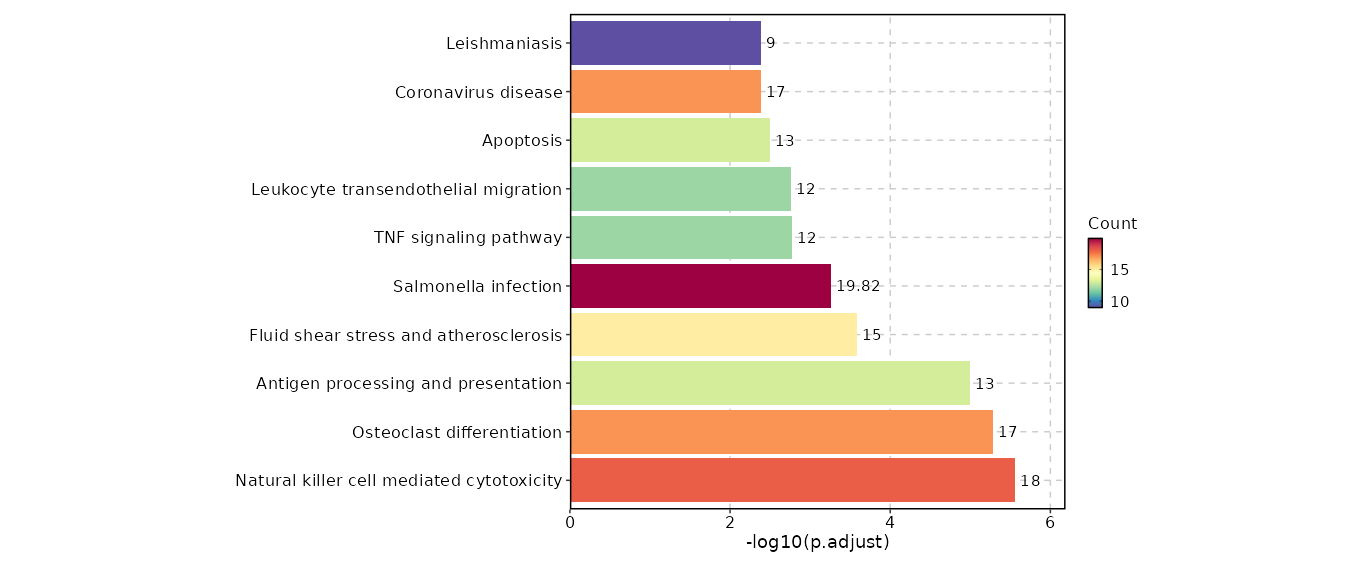 Leishmaniasis 9
Coronavirus disease 17
Apoptosis 13
Leukocyte transendothelial migration 12
TNF signaling pathway 12
Salmonella infection 19.82
Fluid shear stress and atherosclerosis 15
Antigen processing and presentation 13
Osteoclast differentiation 17
Natural killer cell mediated cytotoxicity 18
0 2 4 6
-log10(p.adjust)
Count
15
10